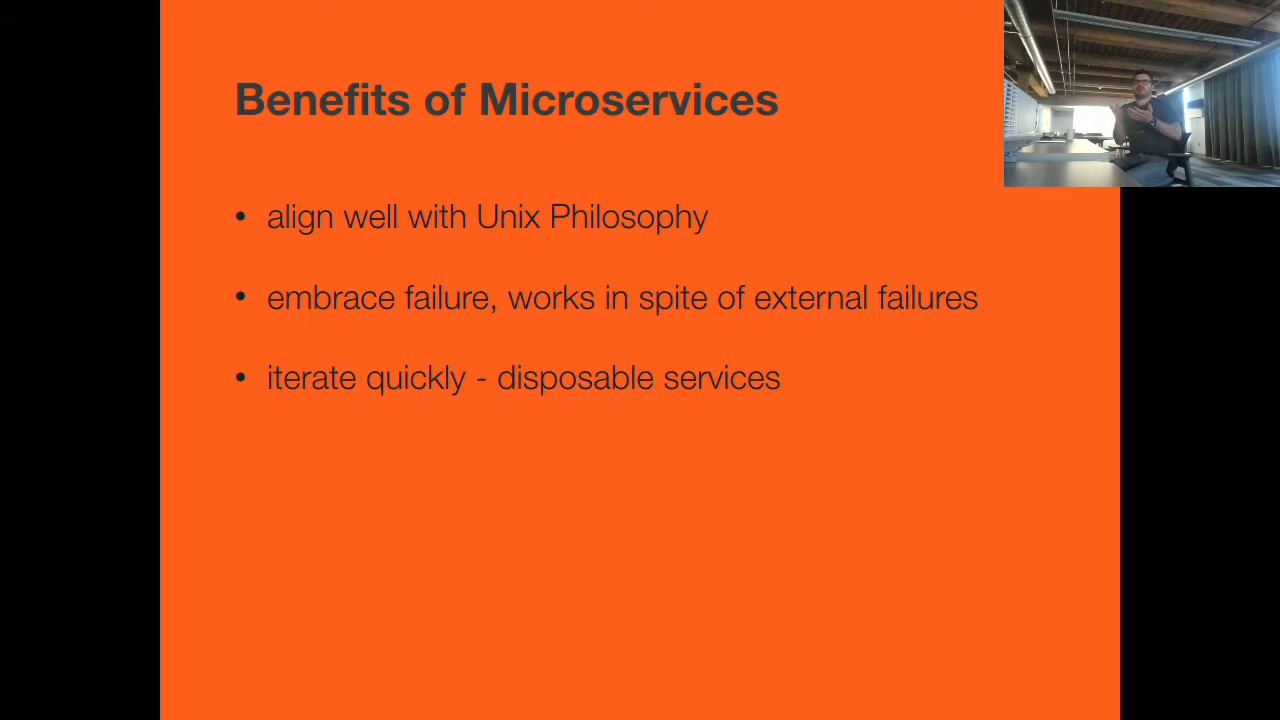 Benefits of Microservices
• align well with Unix Philosophy
• embrace failure, works in spite of external failures
• iterate quickly - disposable services